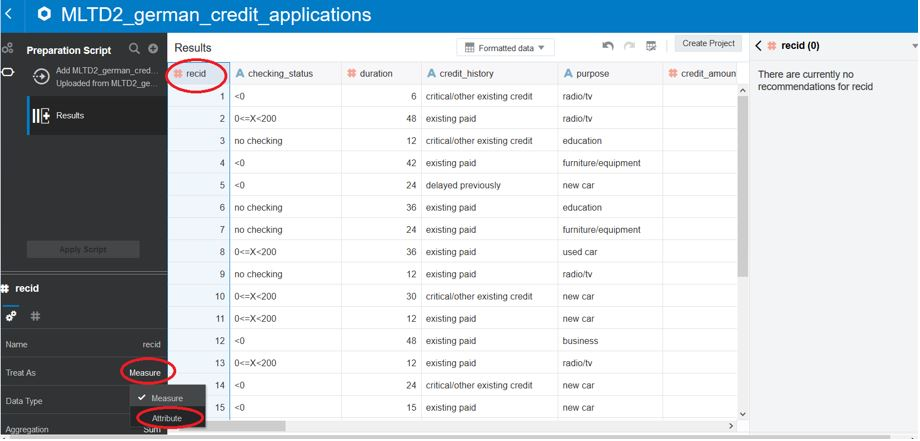 MLTD2_german_credit_applications
Preparation Script
Add MLTD2_german_cred...
Uploaded from MLTD2_ge...
Results
Apply Script
recid
Name recid
Treat As Measure
Measure
Attribute
Data Type
Aggregation Sum
Results
Formatted data
Create Project
recid checking_status duration credit_history purpose credit_amoun
1 <0 6 critical/other existing credit radio/tv
2 0<=X<200 48 existing paid radio/tv
3 no checking 12 critical/other existing credit education
4 <0 42 existing paid furniture/equipment
5 <0 24 delayed previously new car
6 no checking 36 existing paid education
7 no checking 24 existing paid furniture/equipment
8 0<=X<200 36 existing paid used car
9 no checking 12 existing paid radio/tv
10 0<=X<200 30 critical/other existing credit new car
11 0<=X<200 12 existing paid new car
12 <0 48 existing paid business
13 0<=X<200 12 existing paid radio/tv
14 <0 24 critical/other existing credit new car
15 <0 15 existing paid new car
recid (0)
There are currently no
recommendations for recid